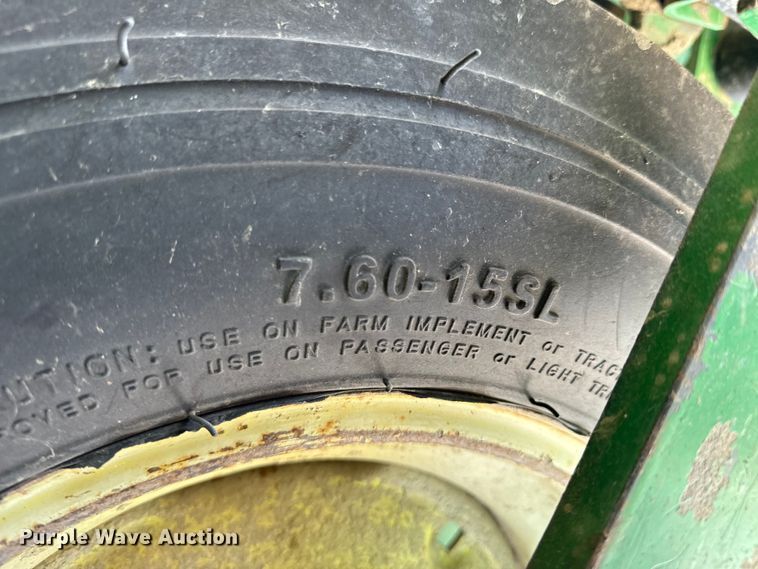 7.60-15SL
UTION: USE ON FARM IMPLEMENT or TRAC
OVED FOR USE ON PASSENGER or LIGHT TR
Purple Wave Auction